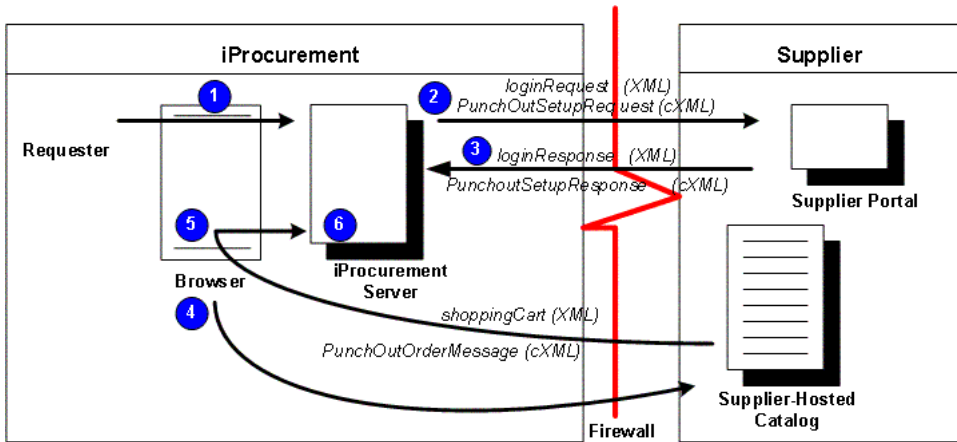 iProcurement
Supplier
1
2
loginRequest (XML)
PunchOutSetupRequest (cXML)
Requester
3
loginResponse (XML)
PunchoutSetupResponse (cXML)
Supplier Portal
5
6
iProcurement
Server
Browser
4
shoppingCart (XML)
PunchOutOrderMessage (cXML)
Supplier-Hosted
Catalog
Firewall